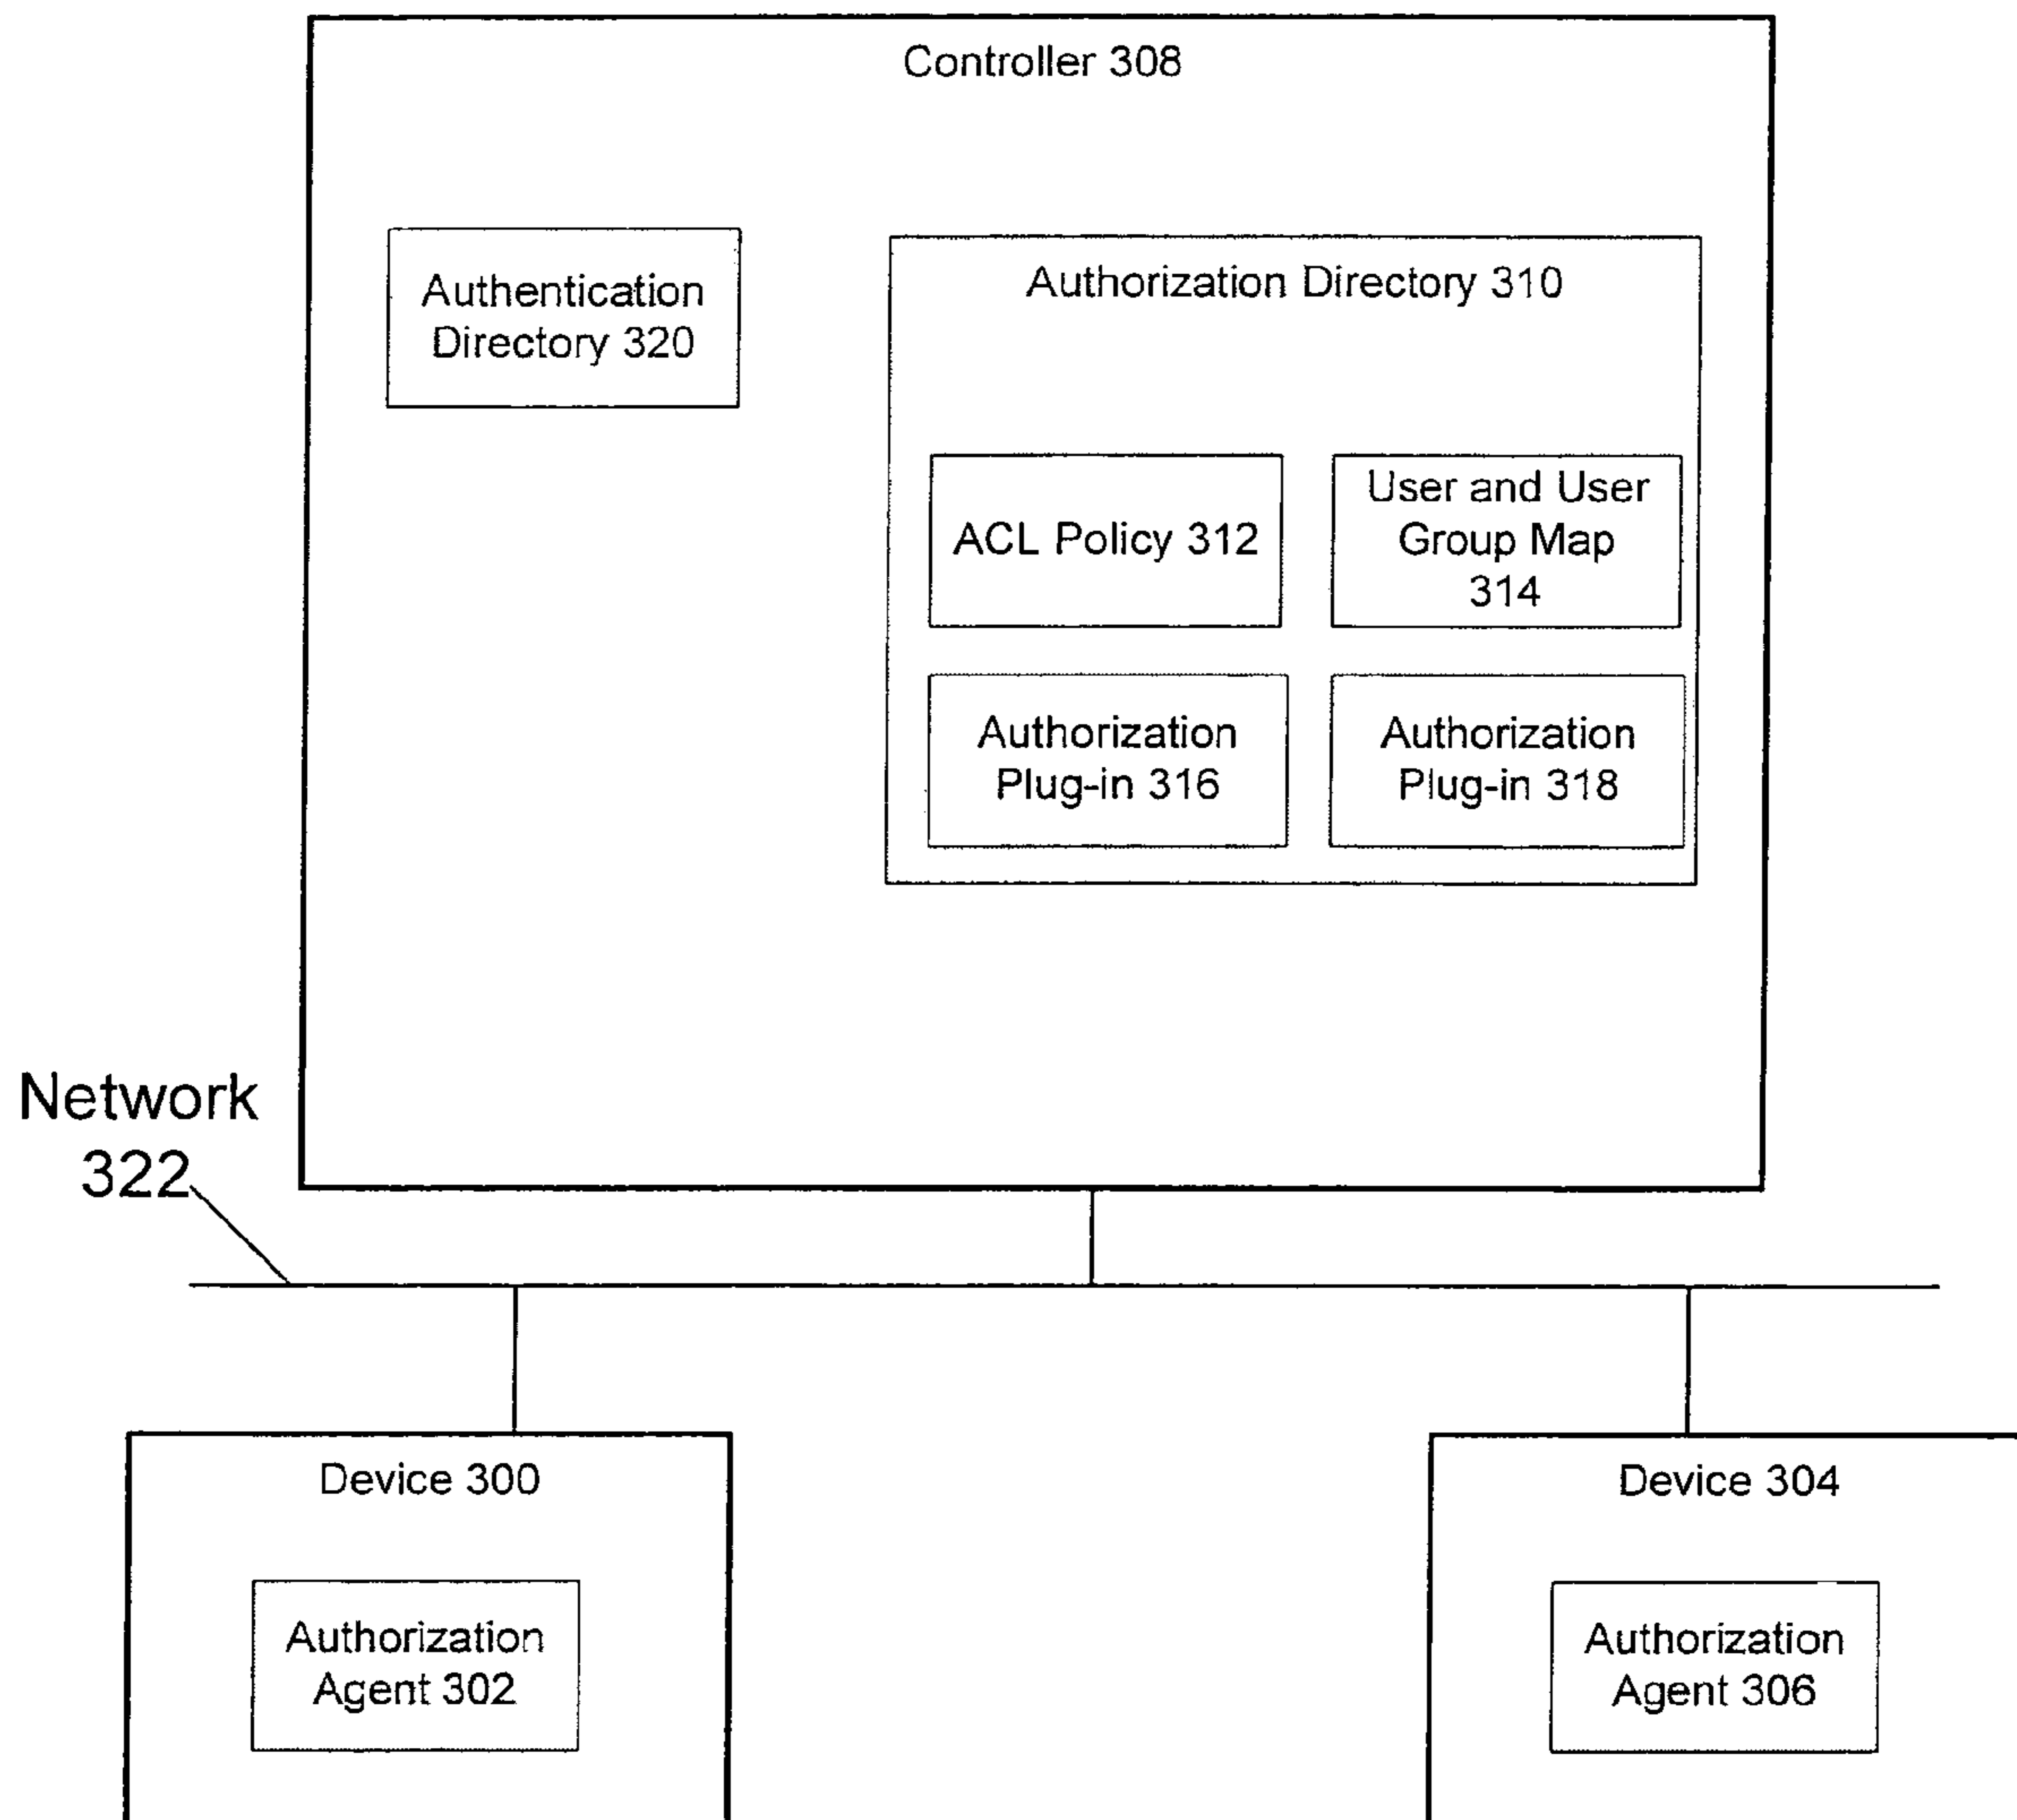 Controller 308
Authentication
Directory 320
Authorization Directory 310
ACL Policy 312
User and User
Group Map
314
Authorization
Plug-in 316
Authorization
Plug-in 318
Network
322
Device 300
Authorization
Agent 302
Device 304
Authorization
Agent 306